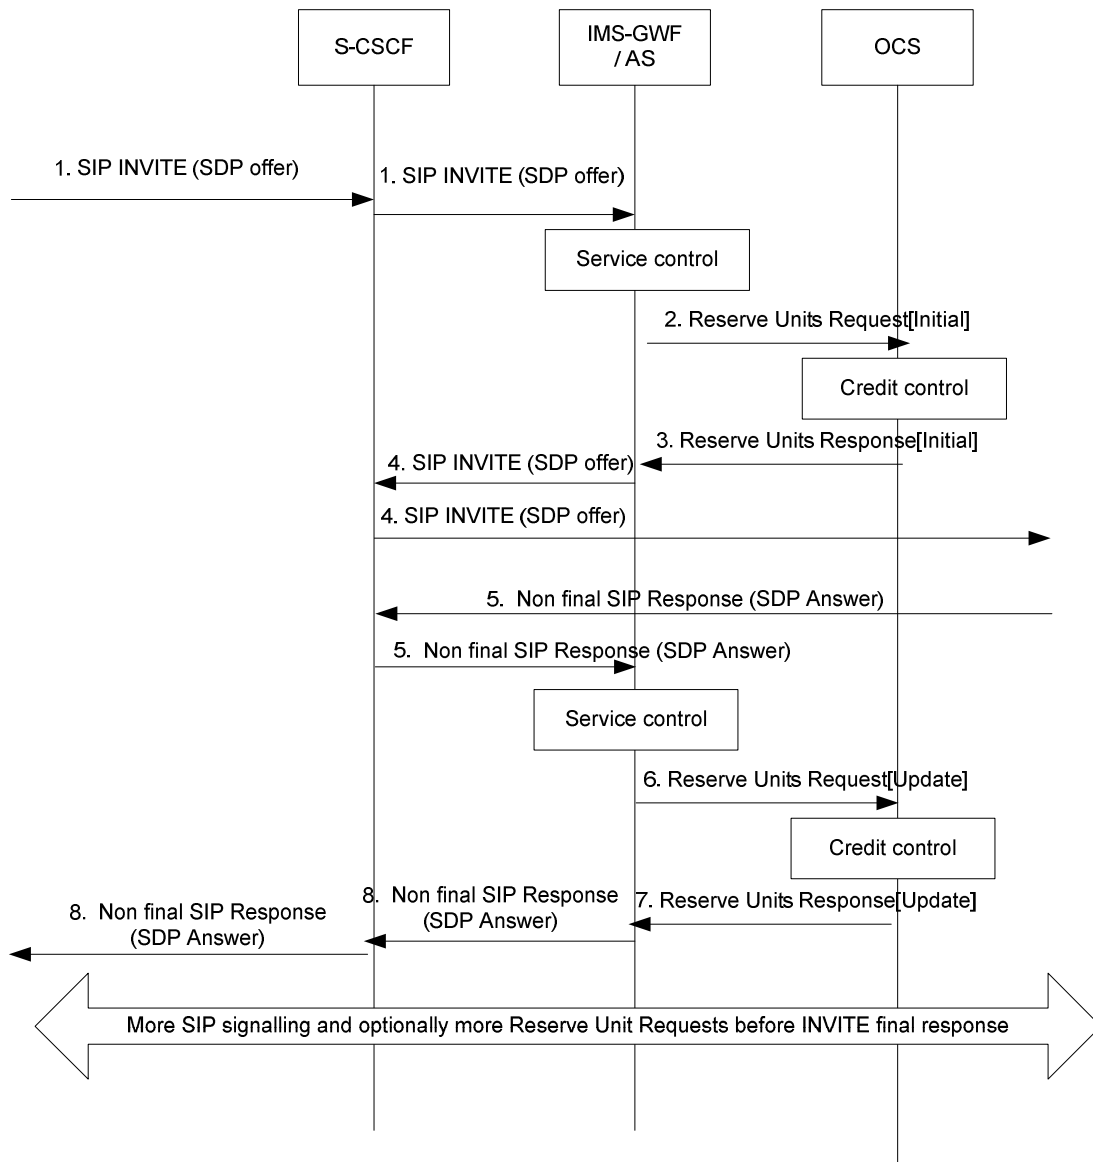 S-CSCF
IMS-GWF
/ AS
OCS
1. SIP INVITE (SDP offer)
1. SIP INVITE (SDP offer)
Service control
2. Reserve Units Request[Initial]
Credit control
3. Reserve Units Response[Initial]
4. SIP INVITE (SDP offer)
4. SIP INVITE (SDP offer)
5. Non final SIP Response (SDP Answer)
5. Non final SIP Response (SDP Answer)
Service control
6. Reserve Units Request[Update]
Credit control
7. Reserve Units Response[Update]
8. Non final SIP Response
(SDP Answer)
8. Non final SIP Response
(SDP Answer)
More SIP signalling and optionally more Reserve Unit Requests before INVITE final response